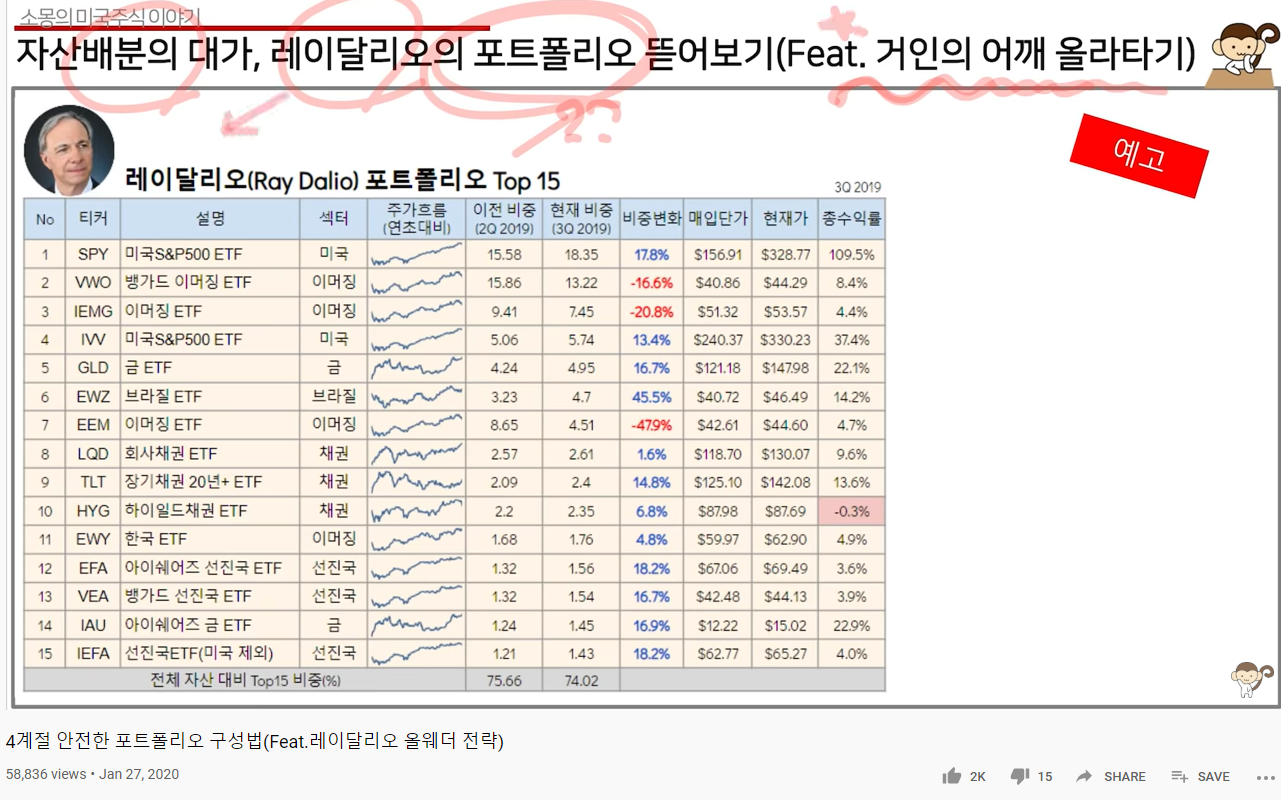 소몽의 미국주식 이야기
자산배분의 대가, 레이달리오의 포트폴리오 뜯어보기(Feat. 거인의 어깨 올라타기)
??
예고
레이달리오(Ray Dalio) 포트폴리오 Top 15
3Q 2019
No 티커 설명 섹터 주가흐름 (연초대비) 이전 비중 (2Q 2019) 현재 비중 (3Q 2019) 비중변화 매입단가 현재가 총수익률
1 SPY 미국S&P500 ETF 미국 15.58 18.35 17.8% $156.91 $328.77 109.5%
2 VWO 뱅가드 이머징 ETF 이머징 15.86 13.22 -16.6% $40.86 $44.29 8.4%
3 IEMG 이머징 ETF 이머징 9.41 7.45 -20.8% $51.32 $53.57 4.4%
4 IVV 미국S&P500 ETF 미국 5.06 5.74 13.4% $240.37 $330.23 37.4%
5 GLD 금 ETF 금 4.24 4.95 16.7% $121.18 $147.98 22.1%
6 EWZ 브라질 ETF 브라질 3.23 4.7 45.5% $40.72 $46.49 14.2%
7 EEM 이머징 ETF 이머징 8.65 4.51 -47.9% $42.61 $44.60 4.7%
8 LQD 회사채권 ETF 채권 2.57 2.61 1.6% $118.70 $130.07 9.6%
9 TLT 장기채권 20년+ ETF 채권 2.09 2.4 14.8% $125.10 $142.08 13.6%
10 HYG 하이일드채권 ETF 채권 2.2 2.35 6.8% $87.98 $87.69 -0.3%
11 EWY 한국 ETF 이머징 1.68 1.76 4.8% $59.97 $62.90 4.9%
12 EFA 아이쉐어즈 선진국 ETF 선진국 1.32 1.56 18.2% $67.06 $69.49 3.6%
13 VEA 뱅가드 선진국 ETF 선진국 1.32 1.54 16.7% $42.48 $44.13 3.9%
14 IAU 아이쉐어즈 금 ETF 금 1.24 1.45 16.9% $12.22 $15.02 22.9%
15 IEFA 선진국ETF(미국 제외) 선진국 1.21 1.43 18.2% $62.77 $65.27 4.0%
전체 자산 대비 Top15 비중(%) 75.66 74.02
4계절 안전한 포트폴리오 구성법(Feat.레이달리오 올웨더 전략)
58,836 views • Jan 27, 2020
2K 15 SHARE SAVE